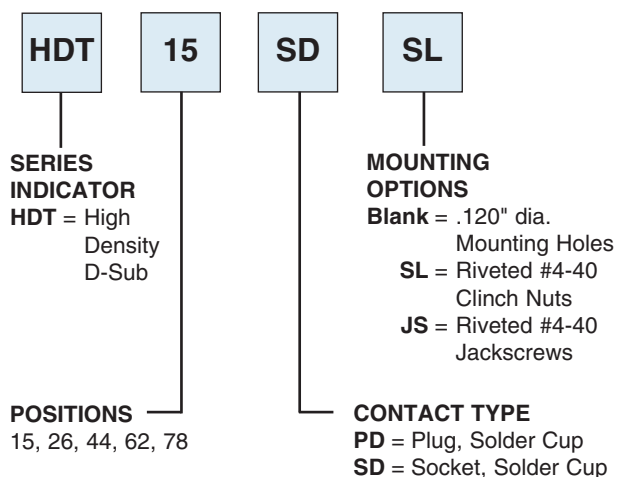 HDT 15 SD SL
SERIES
INDICATOR
HDT = High
Density
D-Sub
MOUNTING
OPTIONS
Blank = .120" dia.
Mounting Holes
SL = Riveted #4-40
Clinch Nuts
JS = Riveted #4-40
Jackscrews
POSITIONS
15, 26, 44, 62, 78
CONTACT TYPE
PD = Plug, Solder Cup
SD = Socket, Solder Cup